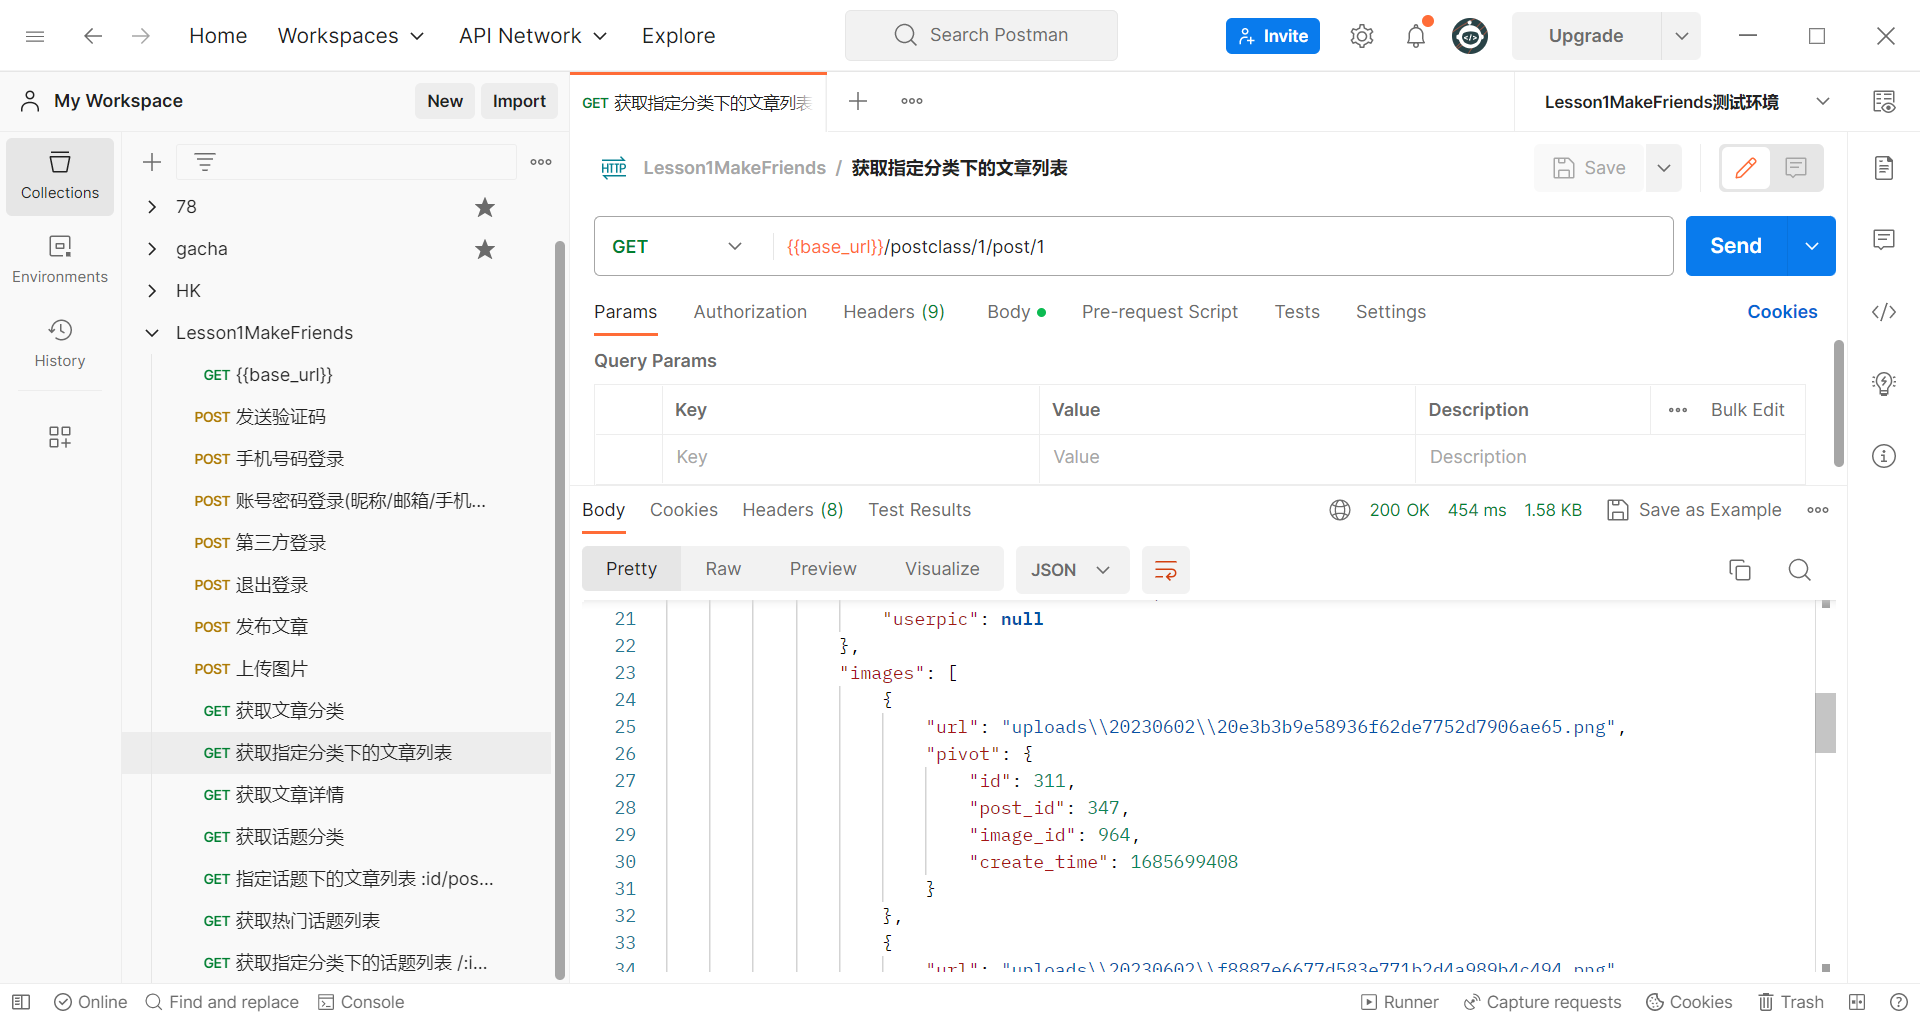 Home Workspaces API Network Explore Search Postman Invite Upgrade
My Workspace New Import GET 获取指定分类下的文章列表 Lesson1MakeFriends测试环境
Collections
Environments
History
78
gacha
HK
Lesson1MakeFriends
GET {{base_url}}
POST 发送验证码
POST 手机号码登录
POST 账号密码登录(昵称/邮箱/手机...
POST 第三方登录
POST 退出登录
POST 发布文章
POST 上传图片
GET 获取文章分类
GET 获取指定分类下的文章列表
GET 获取文章详情
GET 获取话题分类
GET 指定话题下的文章列表 :id/pos...
GET 获取热门话题列表
GET 获取指定分类下的话题列表 /:i...
HTTP Lesson1MakeFriends / 获取指定分类下的文章列表 Save
GET {{base_url}}/postclass/1/post/1 Send
Params Authorization Headers (9) Body Pre-request Script Tests Settings Cookies
Query Params
Key Value Description Bulk Edit
Key Value Description
Body Cookies Headers (8) Test Results 200 OK 454 ms 1.58 KB Save as Example
Pretty Raw Preview Visualize JSON
21 "userpic": null
22 },
23 "images": [
24 {
25 "url": "uploads\\20230602\\20e3b3b9e58936f62de7752d7906ae65.png",
26 "pivot": {
27 "id": 311,
28 "post_id": 347,
29 "image_id": 964,
30 "create_time": 1685699408
31 }
32 },
33 {
34 "url": "uploads\\20230602\\f8887e6677d583e771b2d4a989b4c494.png"
Online Find and replace Console Runner Capture requests Cookies Trash